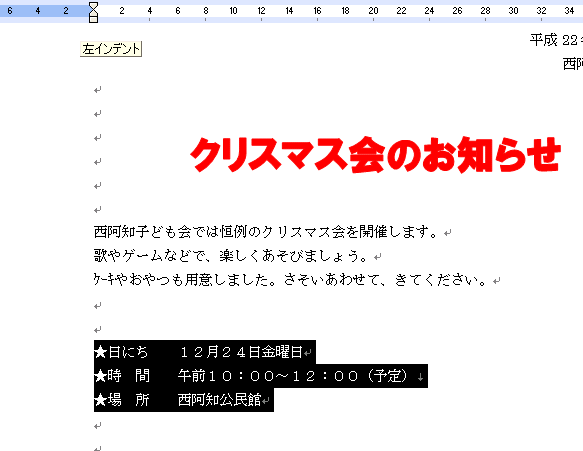 6 4 2 2 4 6 8 10 12 14 16 18 20 22 24 26 28 30 32 34
平成 22
左インデント
西阿
クリスマス会のお知らせ
西阿知子ども会では恒例のクリスマス会を開催します。
歌やゲームなどで、楽しくあそびましょう。
ｹｰｷやおやつも用意しました。さそいあわせて、きてください。
★日にち　　１２月２４日金曜日
★時　間　　午前１０：００～１２：００（予定）
★場　所　　西阿知公民館